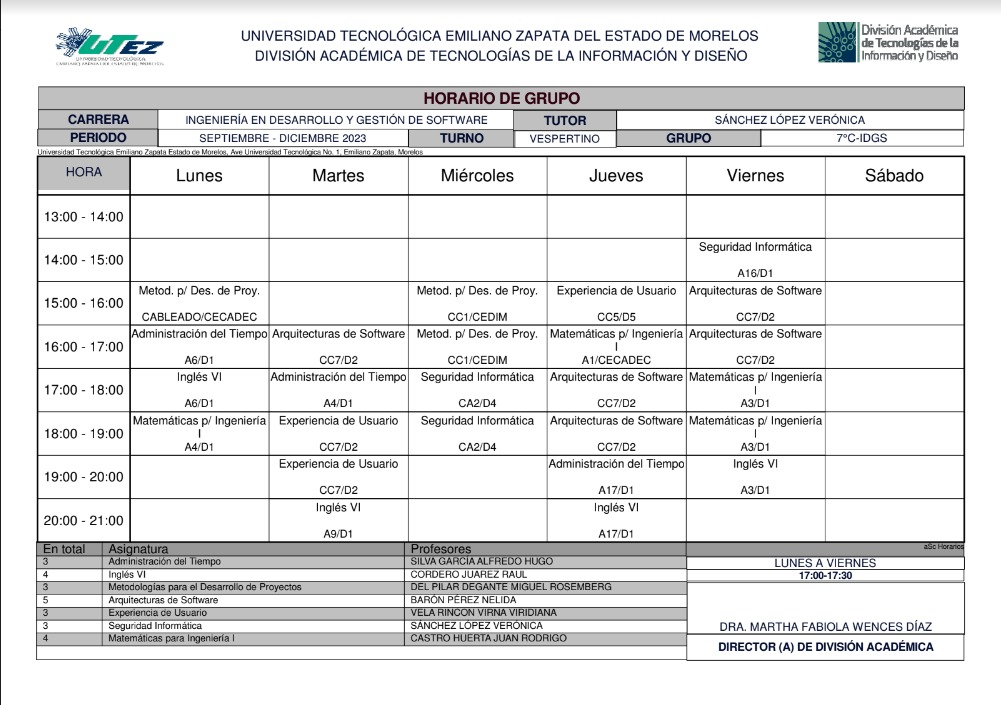 UTEZ
UNIVERSIDAD TECNOLÓGICA
EMILIANO ZAPATA DEL ESTADO DE MORELOS
UNIVERSIDAD TECNOLÓGICA EMILIANO ZAPATA DEL ESTADO DE MORELOS
DIVISIÓN ACADÉMICA DE TECNOLOGÍAS DE LA INFORMACIÓN Y DISEÑO
División Académica
de Tecnologías de la
Información y Diseño
HORARIO DE GRUPO
CARRERA INGENIERÍA EN DESARROLLO Y GESTIÓN DE SOFTWARE TUTOR SÁNCHEZ LÓPEZ VERÓNICA
PERIODO SEPTIEMBRE - DICIEMBRE 2023 TURNO VESPERTINO GRUPO 7ºC-IDGS
Universidad Tecnológica Emiliano Zapata Estado de Morelos, Ave Universidad Tecnológica No. 1, Emiliano Zapata, Morelos
HORA Lunes Martes Miércoles Jueves Viernes Sábado
13:00 - 14:00
14:00 - 15:00
Seguridad Informática
A16/D1
15:00 - 16:00
Metod. p/ Des. de Proy. Metod. p/ Des. de Proy. Experiencia de Usuario Arquitecturas de Software
CABLEADO/CECADEC CC1/CEDIM CC5/D5 CC7/D2
16:00 - 17:00
Administración del Tiempo Arquitecturas de Software Metod. p/ Des. de Proy. Matemáticas p/ Ingeniería Arquitecturas de Software
I
A6/D1 CC7/D2 CC1/CEDIM A1/CECADEC CC7/D2
17:00 - 18:00
Inglés VI Administración del Tiempo Seguridad Informática Arquitecturas de Software Matemáticas p/ Ingeniería
I
A6/D1 A4/D1 CA2/D4 CC7/D2 A3/D1
18:00 - 19:00
Matemáticas p/ Ingeniería Experiencia de Usuario Seguridad Informática Arquitecturas de Software Matemáticas p/ Ingeniería
I I
A4/D1 CC7/D2 CA2/D4 CC7/D2 A3/D1
19:00 - 20:00
Experiencia de Usuario Administración del Tiempo Inglés VI
CC7/D2 A17/D1 A3/D1
20:00 - 21:00
Inglés VI Inglés VI
A9/D1 A17/D1
En total Asignatura Profesores aSc Horarios
3 Administración del Tiempo SILVA GARCÍA ALFREDO HUGO
4 Inglés VI CORDERO JUAREZ RAUL
3 Metodologías para el Desarrollo de Proyectos DEL PILAR DEGANTE MIGUEL ROSEMBERG
5 Arquitecturas de Software BARÓN PÉREZ NELIDA
3 Experiencia de Usuario VELA RINCON VIRNA VIRIDIANA
3 Seguridad Informática SÁNCHEZ LÓPEZ VERÓNICA
4 Matemáticas para Ingeniería I CASTRO HUERTA JUAN RODRIGO
LUNES A VIERNES
17:00-17:30
DRA. MARTHA FABIOLA WENCES DÍAZ
DIRECTOR (A) DE DIVISIÓN ACADÉMICA